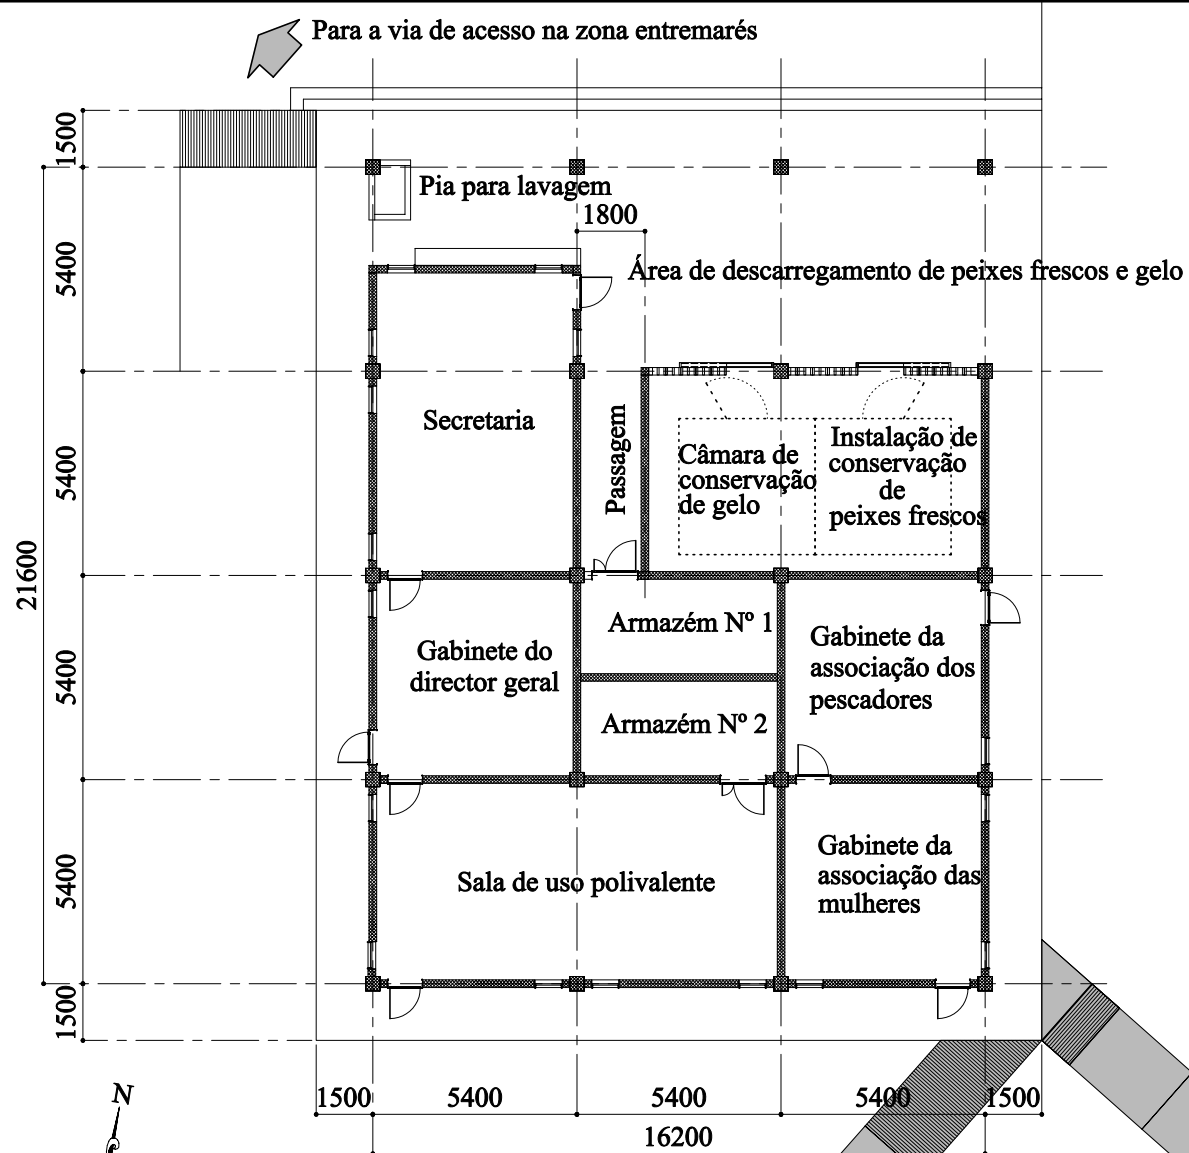 Para a via de acesso na zona entremarés
1500
Pia para lavagem
1800
5400
Área de descarregamento de peixes frescos e gelo
Secretaria
Passagem
Câmara de
conservação
de gelo
Instalação de
conservação
de
peixes frescos
5400
21600
Armazém Nº 1
Gabinete do
director geral
Gabinete da
associação dos
pescadores
5400
Armazém Nº 2
5400
Sala de uso polivalente
Gabinete da
associação das
mulheres
1500
N
1500
5400
5400
5400
1500
16200